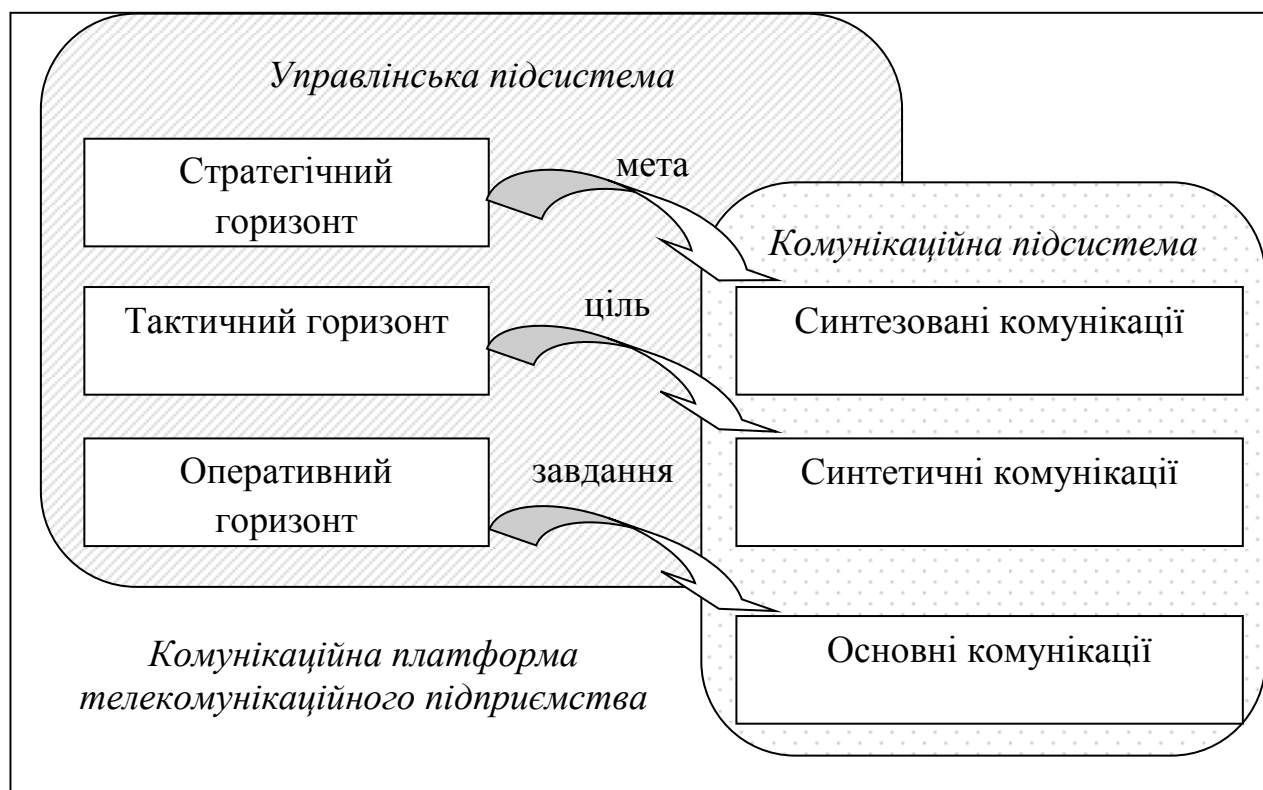 Управлінська підсистема
Стратегічний
горизонт
мета
Комунікаційна підсистема
Тактичний горизонт
ціль
Синтезовані комунікації
Оперативний
горизонт
завдання
Синтетичні комунікації
Основні комунікації
Комунікаційна платформа
телекомунікаційного підприємства